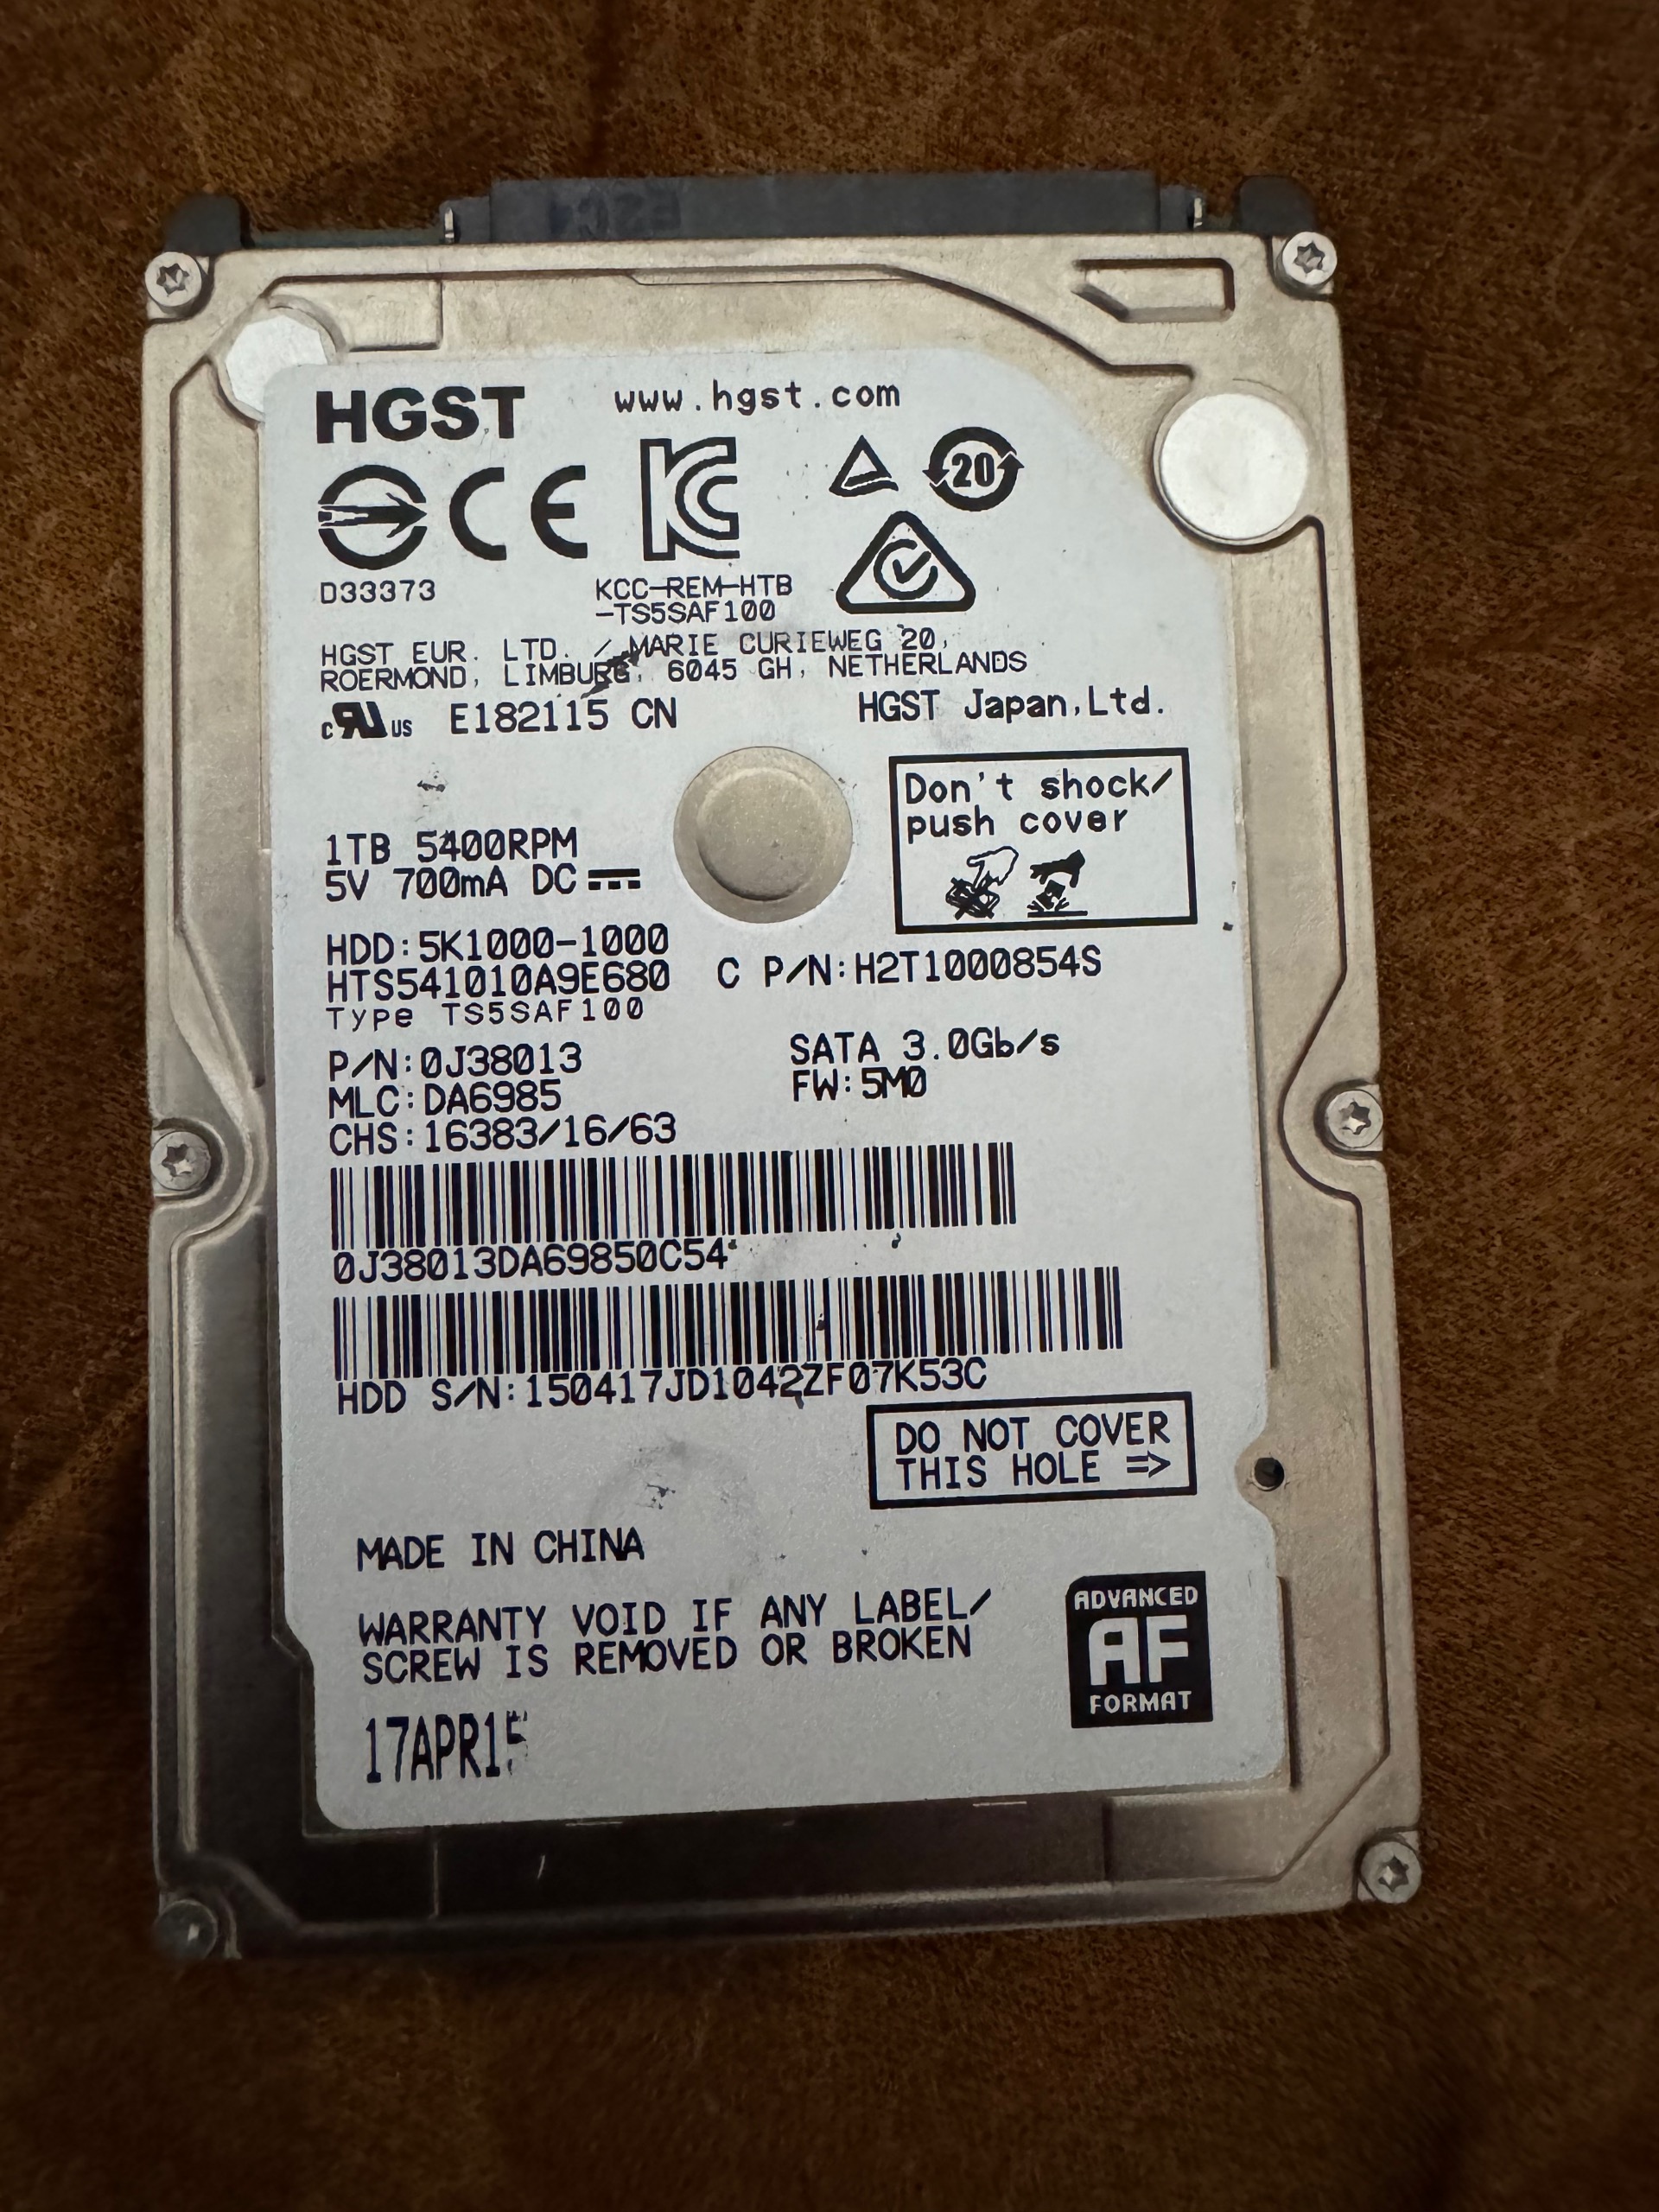 HGST www.hgst.com
CE 20
D33373 KCC-REM-HTB
-TS5SAF100
HGST EUR. LTD. / MARIE CURIEWEG 20,
ROERMOND, LIMBURG, 6045 GH, NETHERLANDS
c RU US E182115 CN HGST Japan,Ltd.
Don't shock/
push cover
1TB 5400RPM
5V 700mA DC
HDD:5K1000-1000
HTS541010A9E680 C P/N:H2T1000854S
Type TS5SAF100
P/N:0J38013 SATA 3.0Gb/s
MLC:DA6985 FW:5M0
CHS:16383/16/63
0J38013DA69850C54
HDD S/N:150417JD1042ZF07K53C
DO NOT COVER
THIS HOLE =>
MADE IN CHINA
WARRANTY VOID IF ANY LABEL/
SCREW IS REMOVED OR BROKEN
ADVANCED
AF
FORMAT
17APR15